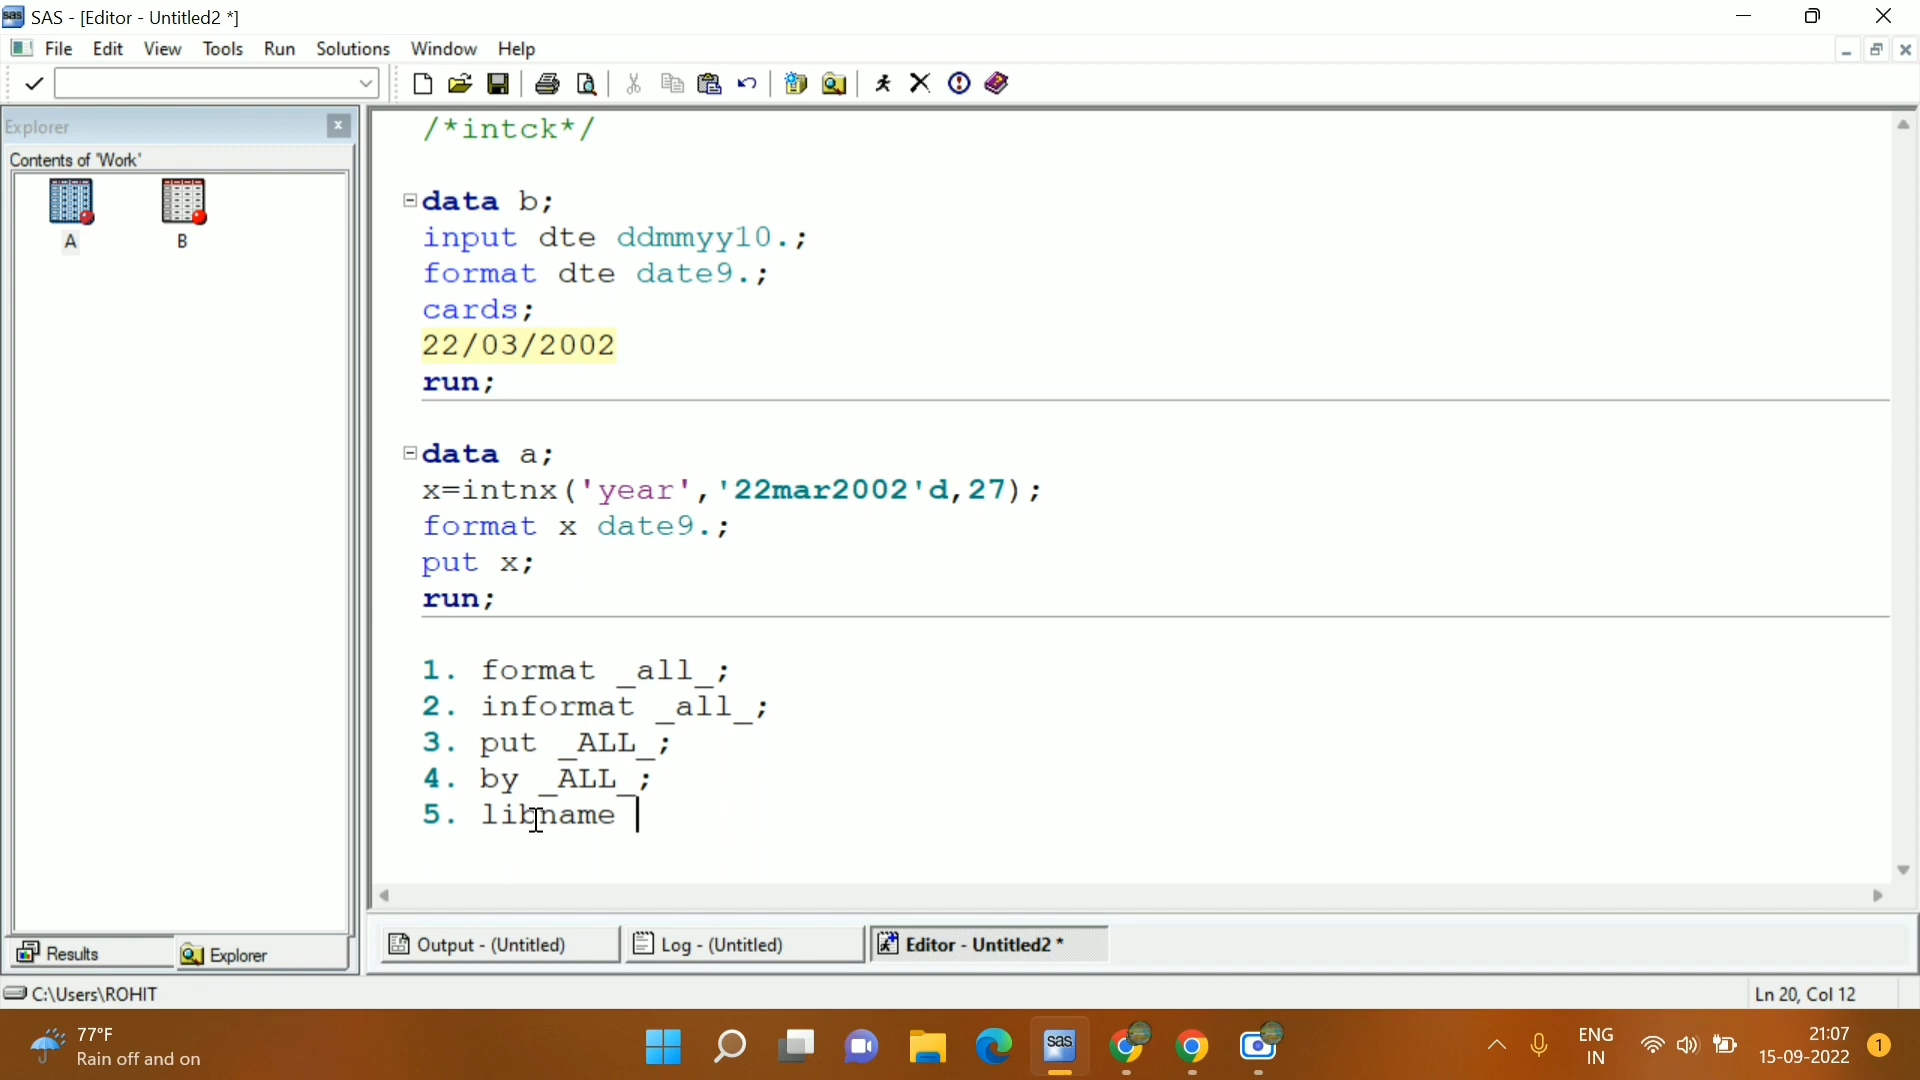 SAS - [Editor - Untitled2 *]
File Edit View Tools Run Solutions Window Help
Explorer
Contents of 'Work'
A B
/*intck*/
data b;
input dte ddmmyy10.;
format dte date9.;
cards;
22/03/2002
run;
data a;
x=intnx('year','22mar2002'd,27);
format x date9.;
put x;
run;
1. format _all_;
2. informat _all_;
3. put _ALL_;
4. by _ALL_;
5. libname
Results Explorer
Output - (Untitled) Log - (Untitled) Editor - Untitled2 *
C:\Users\ROHIT Ln 20, Col 12
77°F
Rain off and on
sas
ENG
IN
21:07
15-09-2022
1